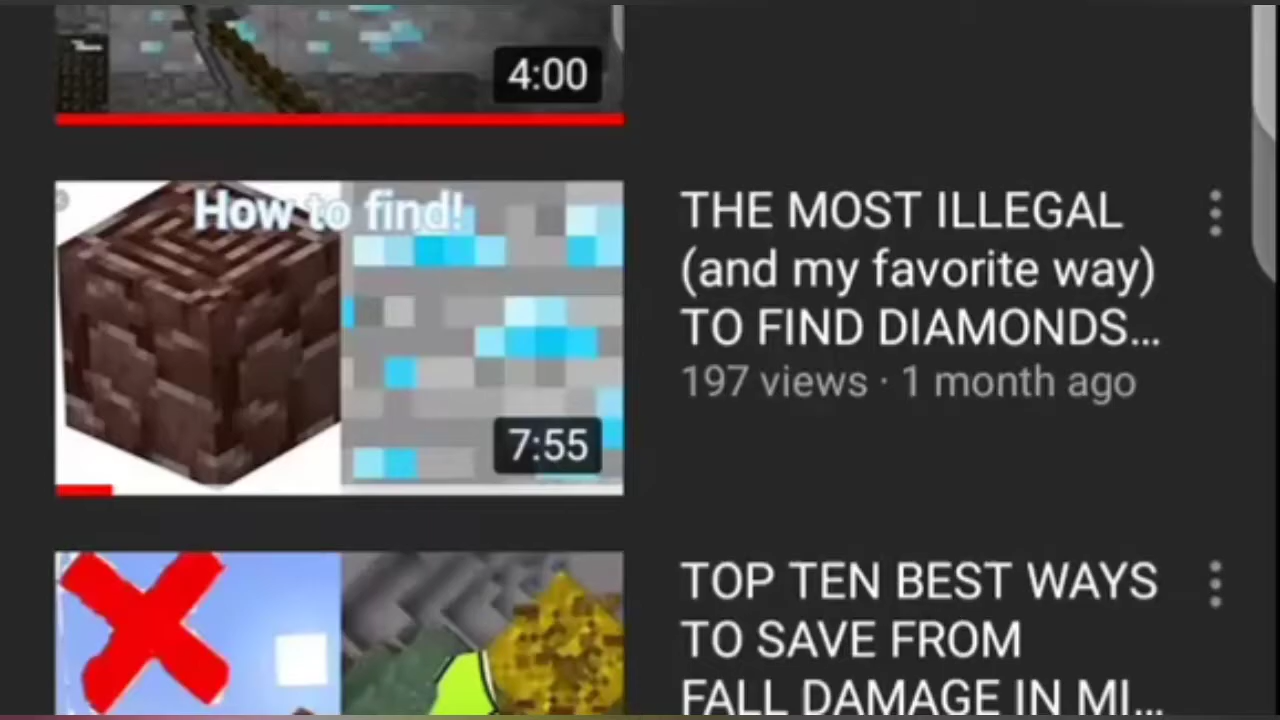 4:00
How to find!
7:55
THE MOST ILLEGAL
(and my favorite way)
TO FIND DIAMONDS...
197 views · 1 month ago
TOP TEN BEST WAYS
TO SAVE FROM
FALL DAMAGE IN MI...